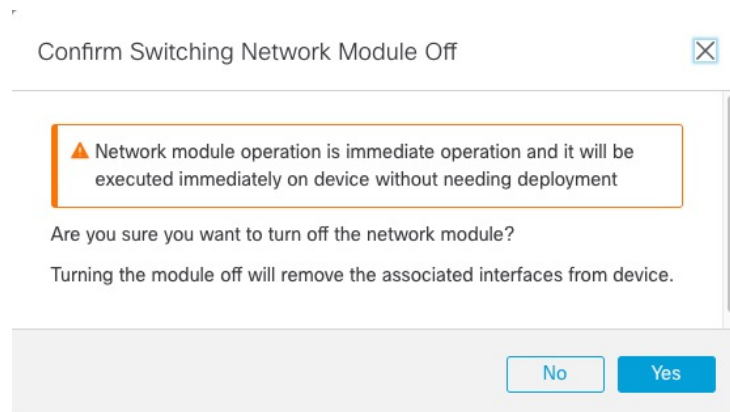 Confirm Switching Network Module Off
Network module operation is immediate operation and it will be
executed immediately on device without needing deployment
Are you sure you want to turn off the network module?
Turning the module off will remove the associated interfaces from device.
No
Yes